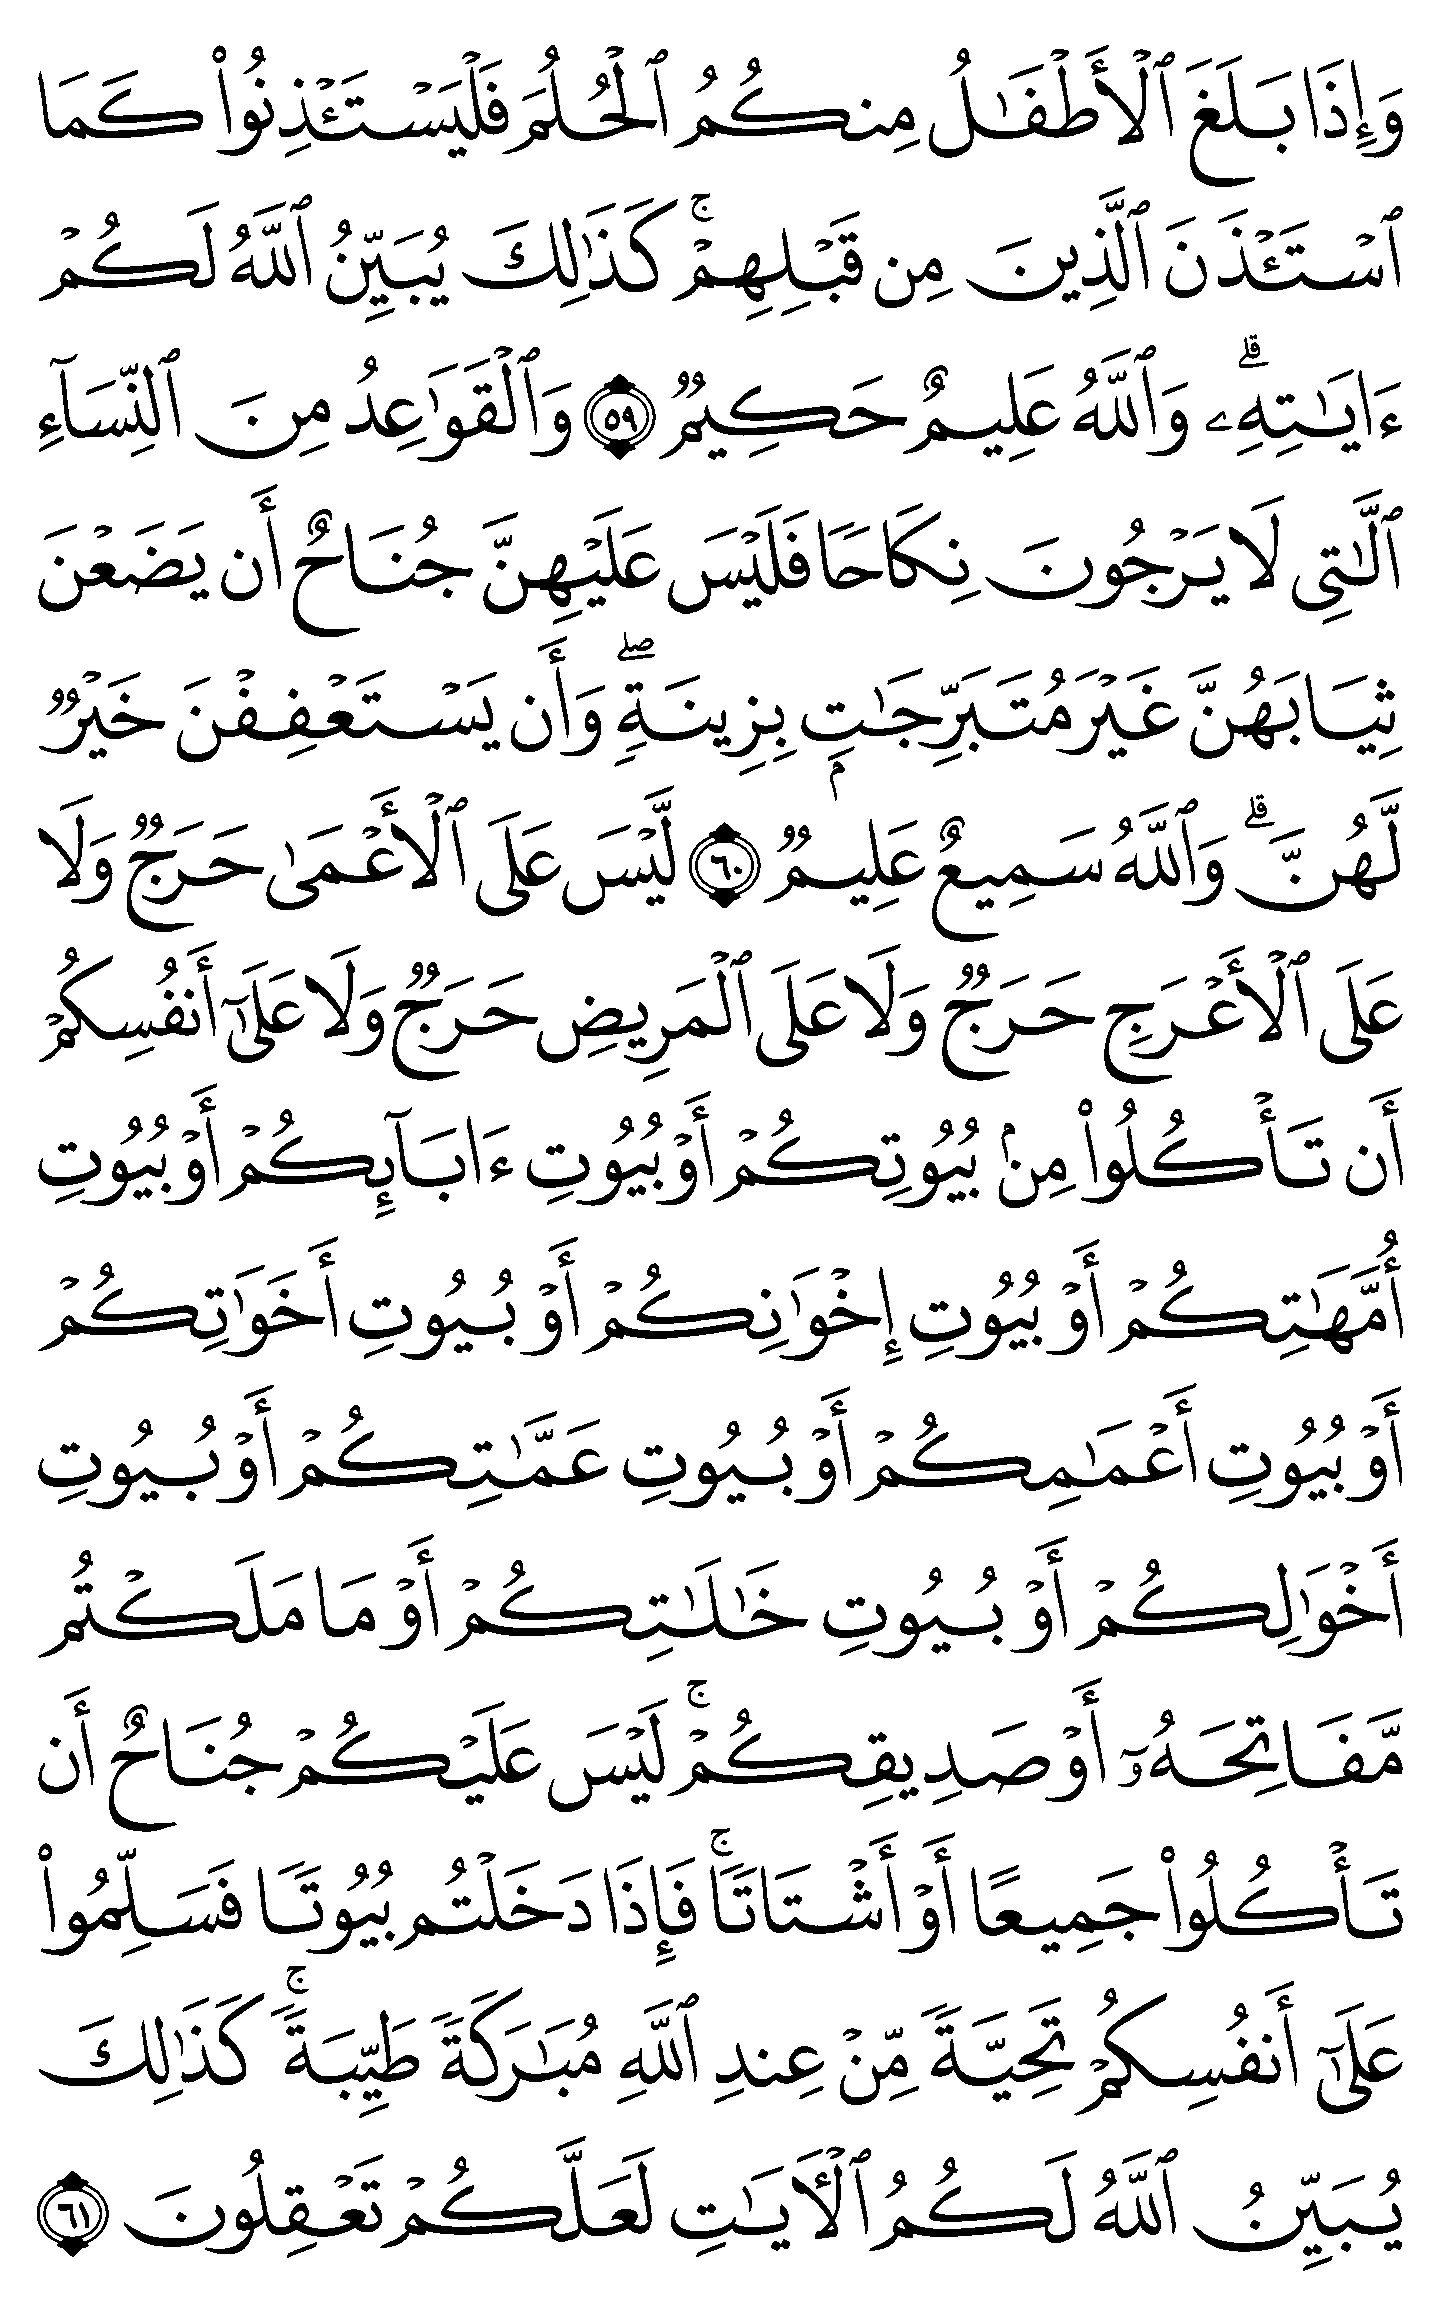 وَإِذَا بَلَغَ ٱلۡأَطۡفَٰلُ مِنكُمُ ٱلۡحُلُمَ فَلۡيَسۡتَـٔۡذِنُواْ كَمَا
ٱسۡتَـٔۡذَنَ ٱلَّذِينَ مِن قَبۡلِهِمۡۚ كَذَٰلِكَ يُبَيِّنُ ٱللَّهُ لَكُمۡ
ءَايَٰتِهِۦۗ وَٱللَّهُ عَلِيمٌ حَكِيمٞ ٥٩ وَٱلۡقَوَٰعِدُ مِنَ ٱلنِّسَآءِ
ٱلَّٰتِي لَا يَرۡجُونَ نِكَاحٗا فَلَيۡسَ عَلَيۡهِنَّ جُنَاحٌ أَن يَضَعۡنَ
ثِيَابَهُنَّ غَيۡرَ مُتَبَرِّجَٰتِۭ بِزِينَةٖۖ وَأَن يَسۡتَعۡفِفۡنَ خَيۡرٞ
لَّهُنَّۗ وَٱللَّهُ سَمِيعٌ عَلِيمٞ ٦٠ لَّيۡسَ عَلَى ٱلۡأَعۡمَىٰ حَرَجٞ وَلَا
عَلَى ٱلۡأَعۡرَجِ حَرَجٞ وَلَا عَلَى ٱلۡمَرِيضِ حَرَجٞ وَلَا عَلَىٰٓ أَنفُسِكُمۡ
أَن تَأۡكُلُواْ مِنۢ بُيُوتِكُمۡ أَوۡ بُيُوتِ ءَابَآئِكُمۡ أَوۡ بُيُوتِ
أُمَّهَٰتِكُمۡ أَوۡ بُيُوتِ إِخۡوَٰنِكُمۡ أَوۡ بُيُوتِ أَخَوَٰتِكُمۡ
أَوۡ بُيُوتِ أَعۡمَٰمِكُمۡ أَوۡ بُيُوتِ عَمَّٰتِكُمۡ أَوۡ بُيُوتِ
أَخۡوَٰلِكُمۡ أَوۡ بُيُوتِ خَٰلَٰتِكُمۡ أَوۡ مَا مَلَكۡتُم
مَّفَاتِحَهُۥٓ أَوۡ صَدِيقِكُمۡۚ لَيۡسَ عَلَيۡكُمۡ جُنَاحٌ أَن
تَأۡكُلُواْ جَمِيعًا أَوۡ أَشۡتَاتٗاۚ فَإِذَا دَخَلۡتُم بُيُوتٗا فَسَلِّمُواْ
عَلَىٰٓ أَنفُسِكُمۡ تَحِيَّةٗ مِّنۡ عِندِ ٱللَّهِ مُبَٰرَكَةٗ طَيِّبَةٗۚ كَذَٰلِكَ
يُبَيِّنُ ٱللَّهُ لَكُمُ ٱلۡأٓيَٰتِ لَعَلَّكُمۡ تَعۡقِلُونَ ٦١